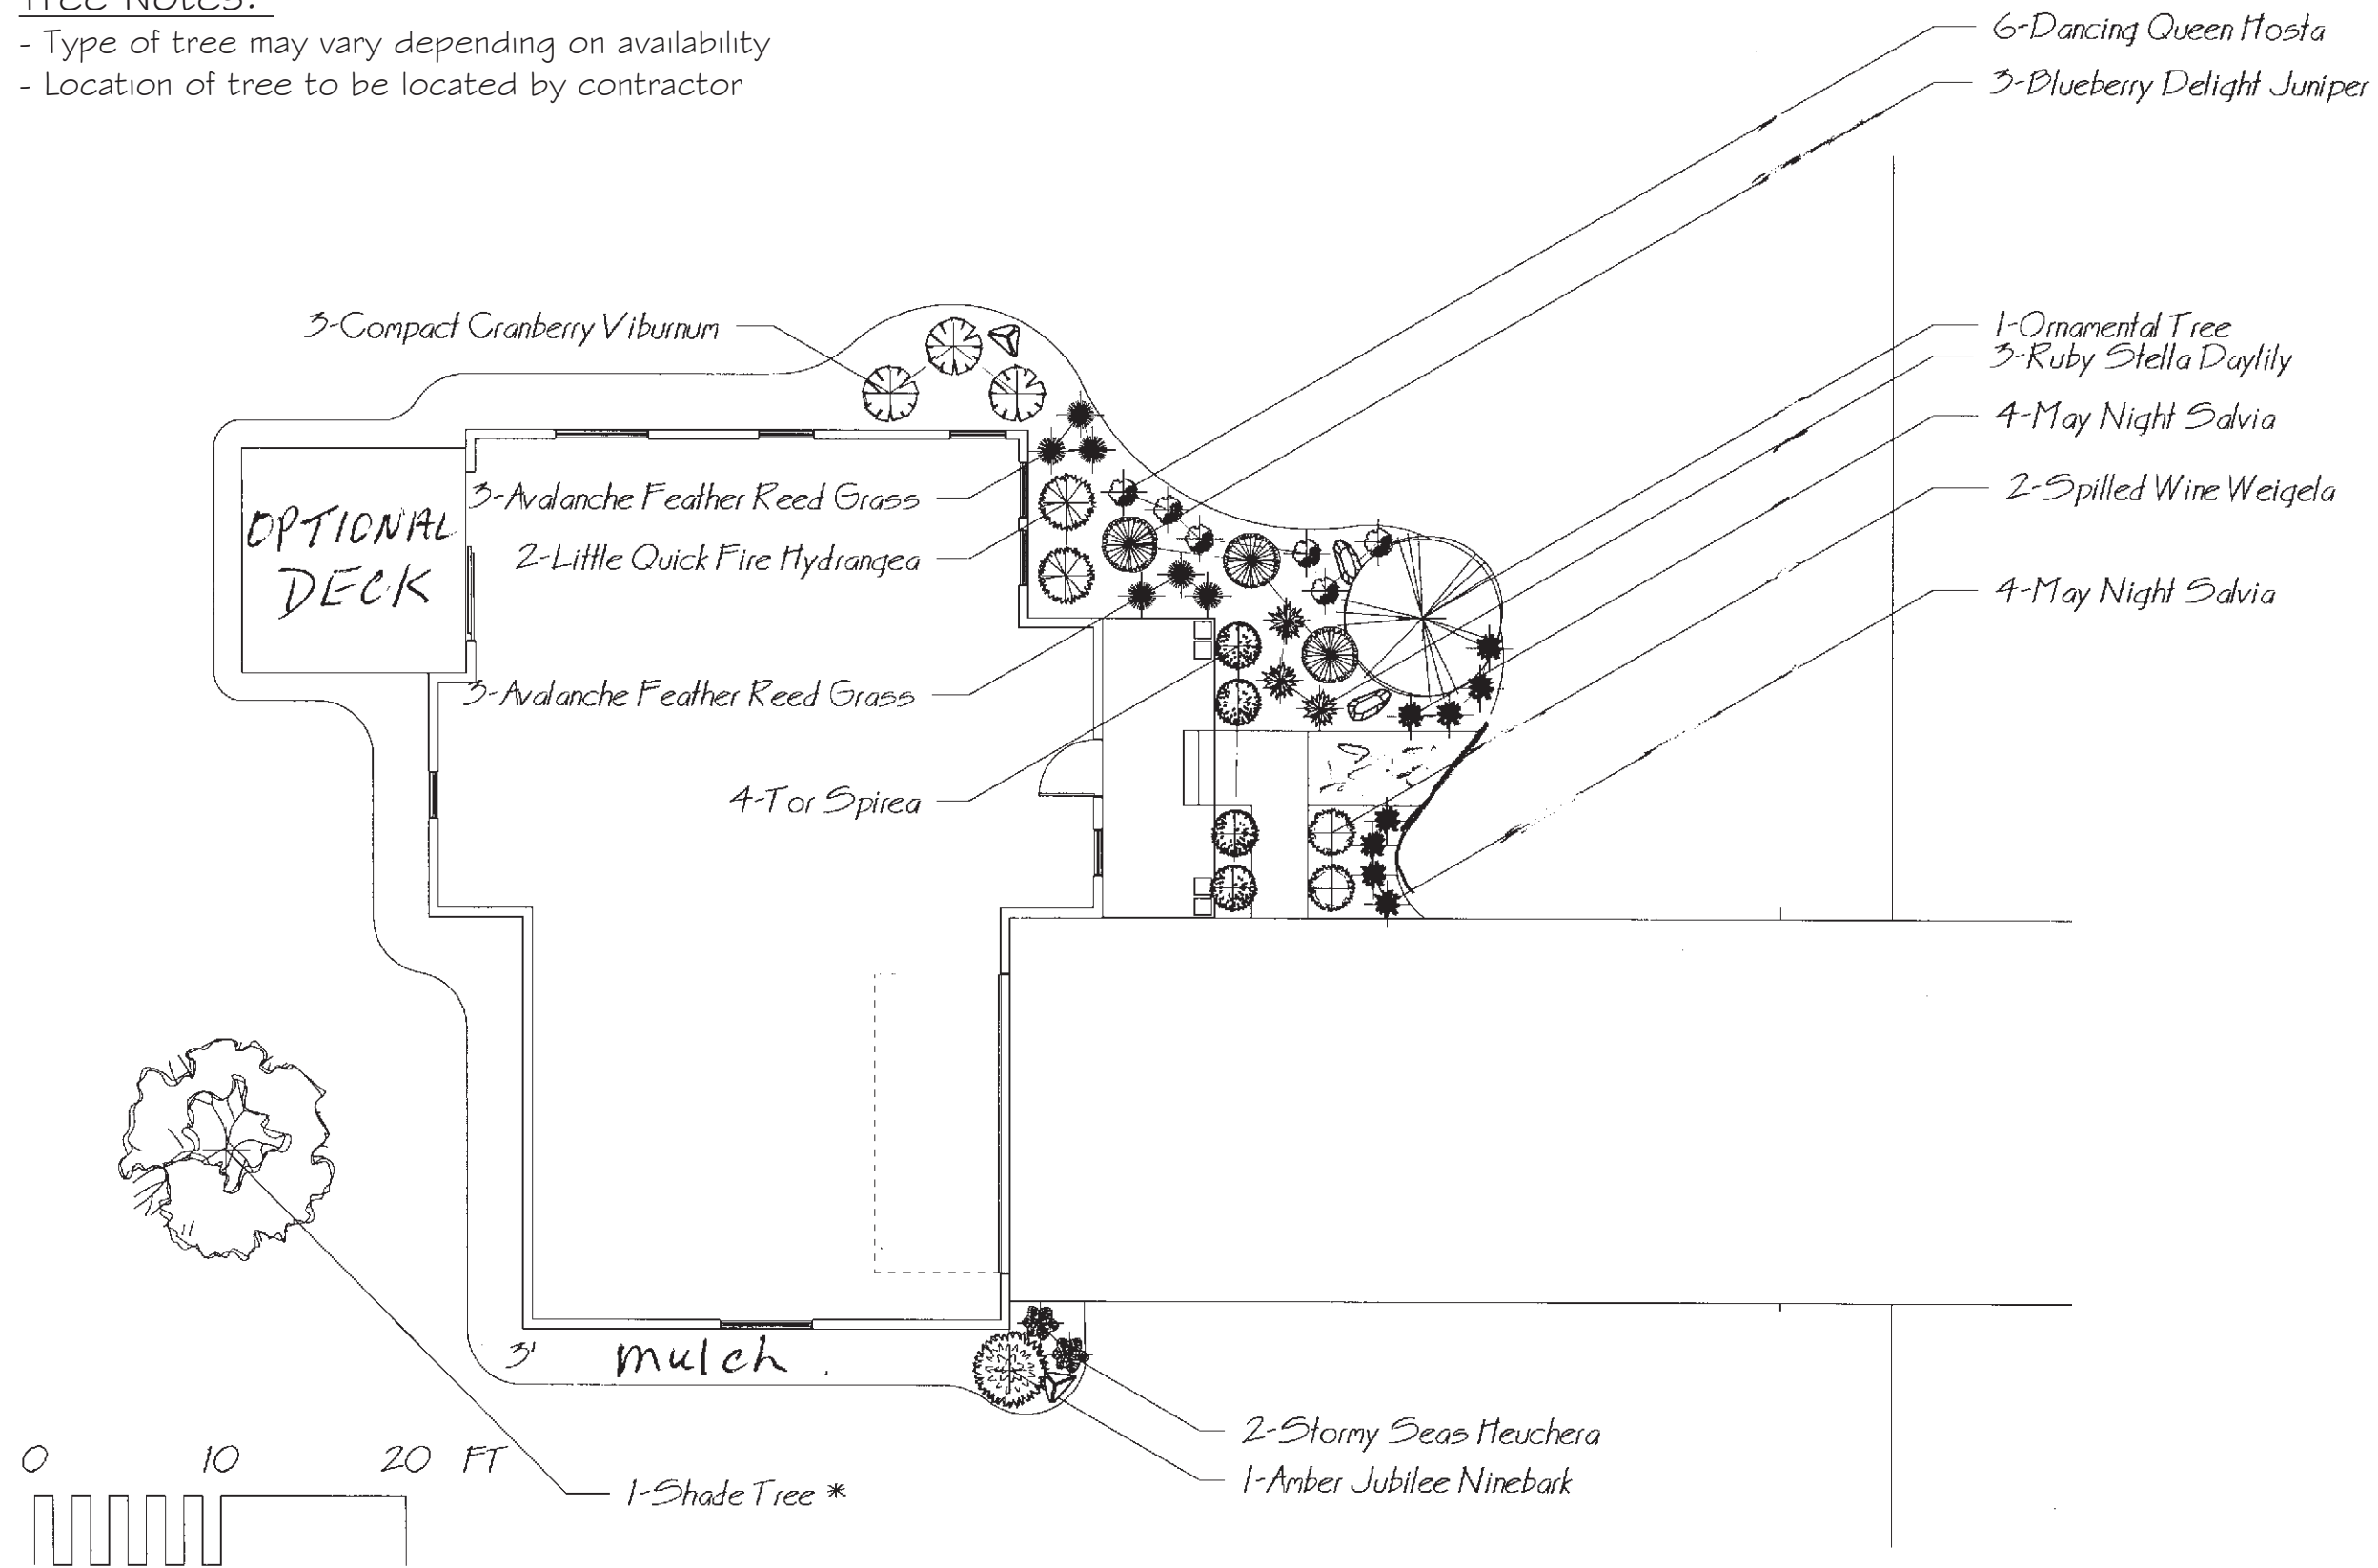 Tree Notes:
- Type of tree may vary depending on availability
- Location of tree to be located by contractor
6-Dancing Queen Hosta
3-Blueberry Delight Juniper
3-Compact Cranberry Viburnum
1-Ornamental Tree
3-Ruby Stella Daylily
4-May Night Salvia
2-Spilled Wine Weigela
4-May Night Salvia
3-Avalanche Feather Reed Grass
2-Little Quick Fire Hydrangea
OPTIONAL
DECK
3-Avalanche Feather Reed Grass
4-Tor Spirea
3' mulch .
2-Stormy Seas Heuchera
1-Amber Jubilee Ninebark
0 10 20 FT
1-Shade Tree *